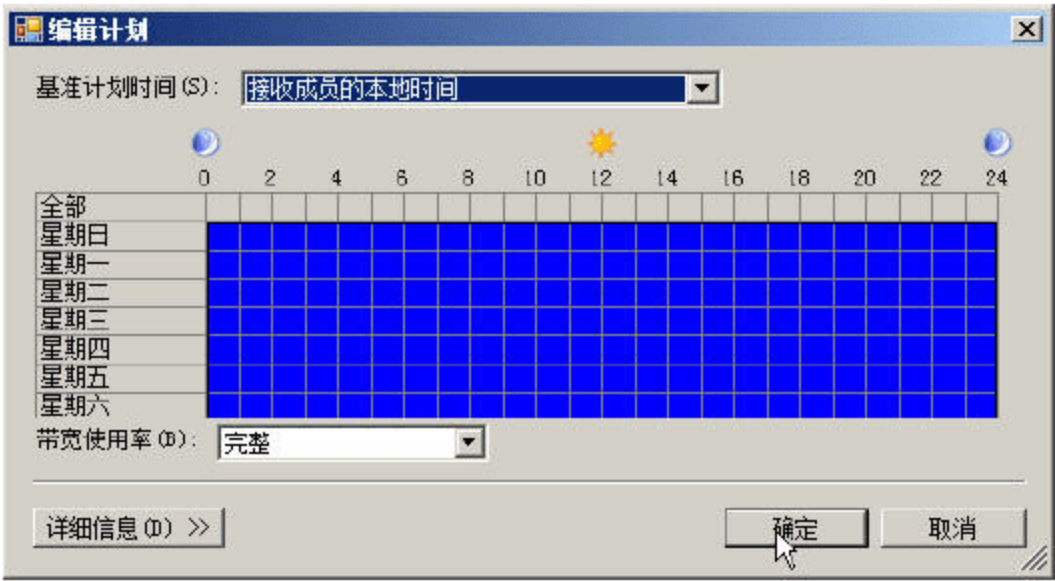 编辑计划
基准计划时间(S): 接收成员的本地时间
0 2 4 6 8 10 12 14 16 18 20 22 24
全部
星期日
星期一
星期二
星期三
星期四
星期五
星期六
带宽使用率(B): 完整
详细信息(D) >> 确定 取消